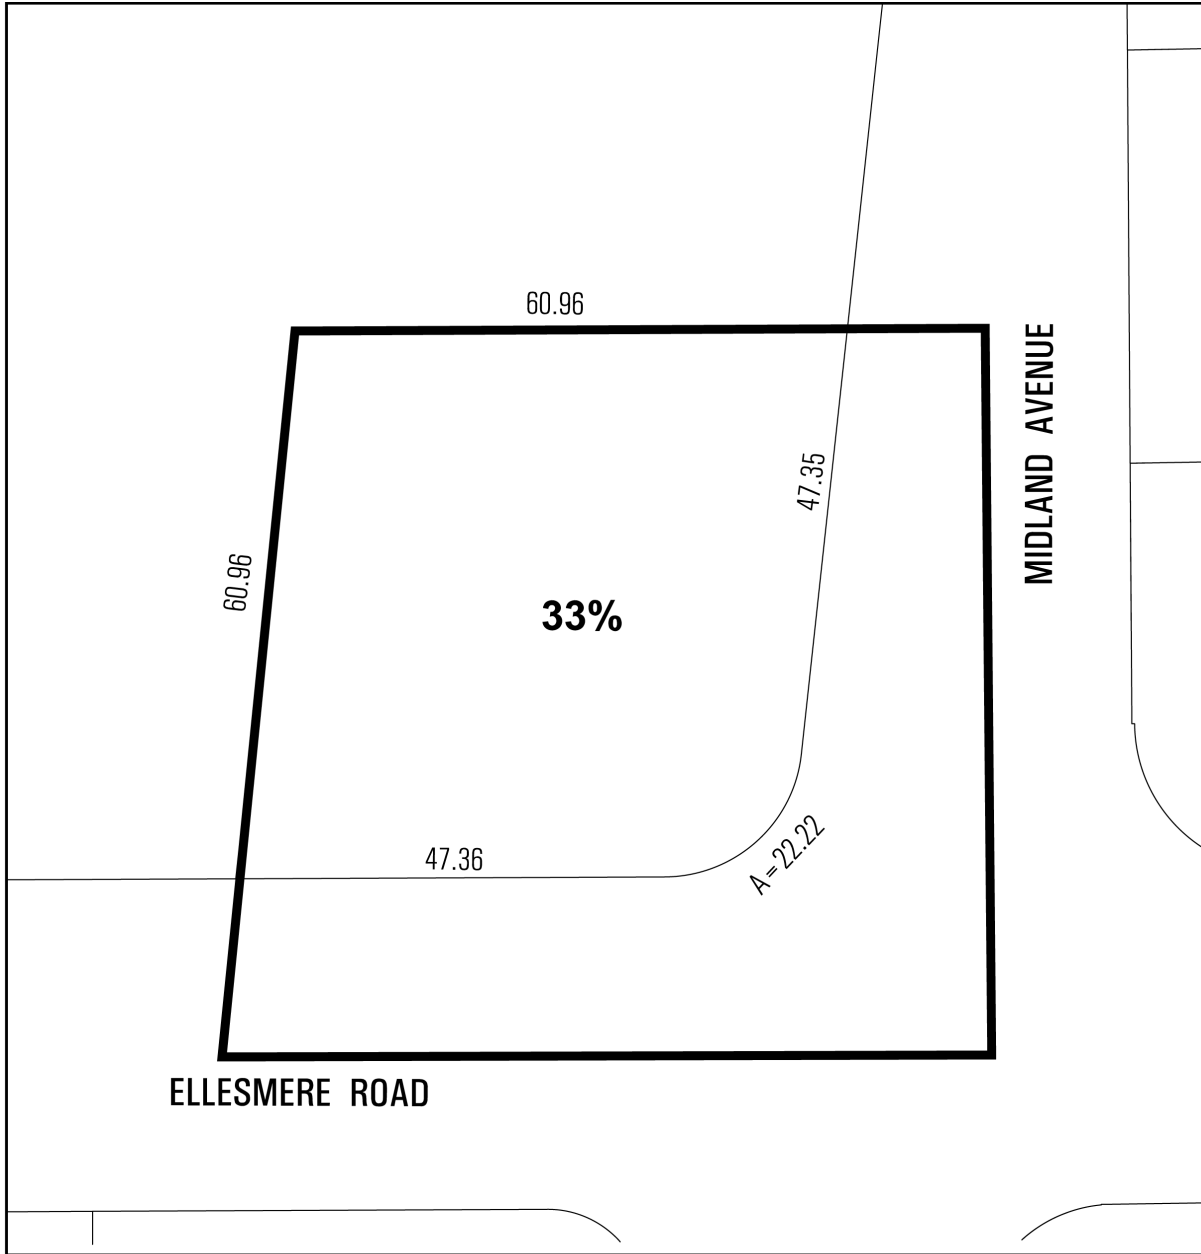 60.96
MIDLAND AVENUE
47.35
60.96
33%
47.36
A = 22.22
ELLESMERE ROAD